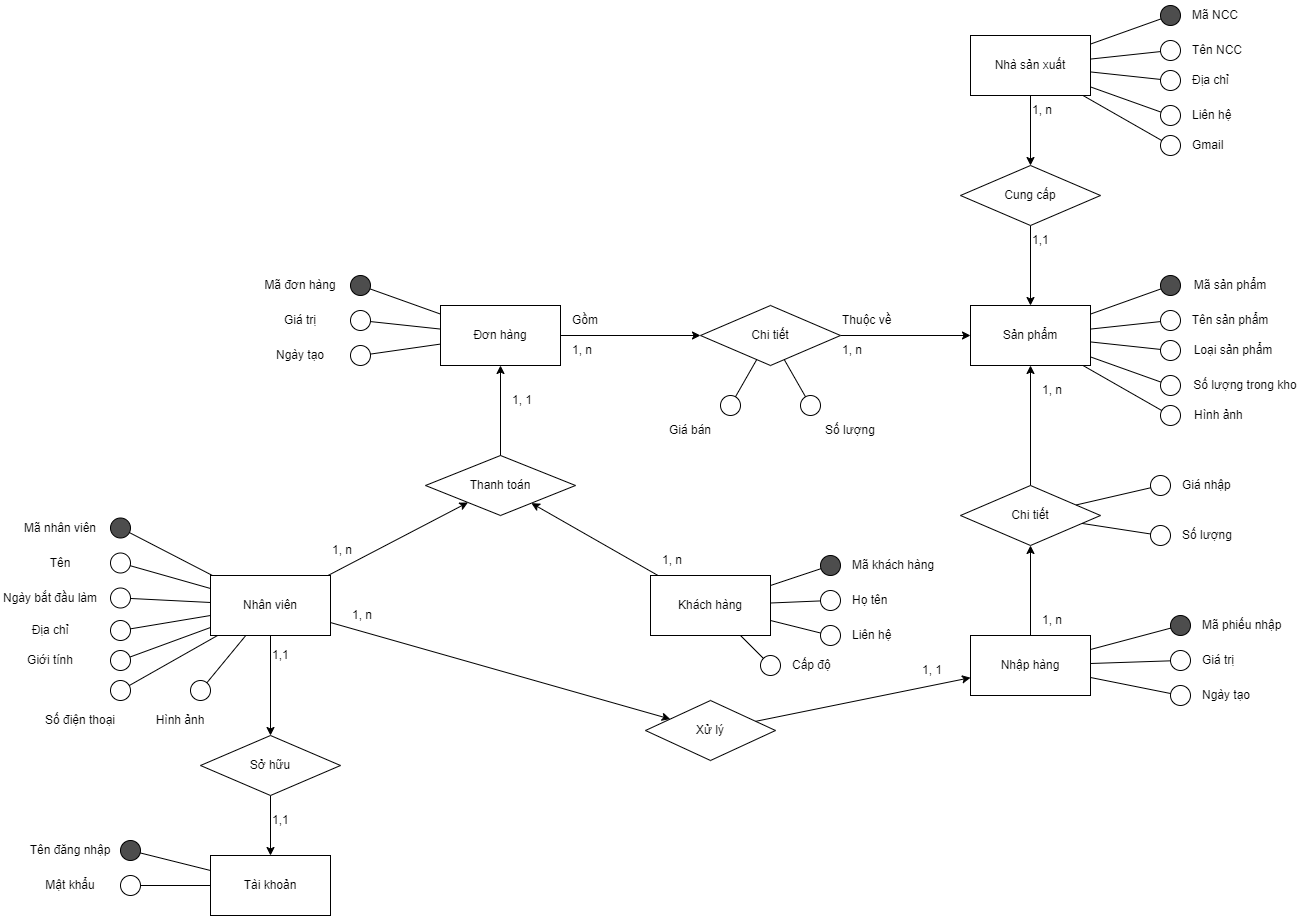 Mã NCC
Nhà sản xuất
Tên NCC
Địa chỉ
Liên hệ
Gmail
1, n
Cung cấp
1,1
Mã đơn hàng
Giá trị
Ngày tạo
Đơn hàng
Gồm
1, n
Chi tiết
Thuộc về
1, n
Giá bán
Số lượng
Sản phẩm
Mã sản phẩm
Tên sản phẩm
Loại sản phẩm
Số lượng trong kho
Hình ảnh
1, 1
1, n
Thanh toán
Chi tiết
Giá nhập
Số lượng
Mã nhân viên
Tên
Ngày bắt đầu làm
Địa chỉ
Giới tính
Số điện thoại
Hình ảnh
Nhân viên
1, n
1, n
1, n
Khách hàng
Mã khách hàng
Họ tên
Liên hệ
Cấp độ
1, n
Nhập hàng
Mã phiếu nhập
Giá trị
Ngày tạo
1,1
Xử lý
1, 1
Sở hữu
1,1
Tên đăng nhập
Mật khẩu
Tài khoản